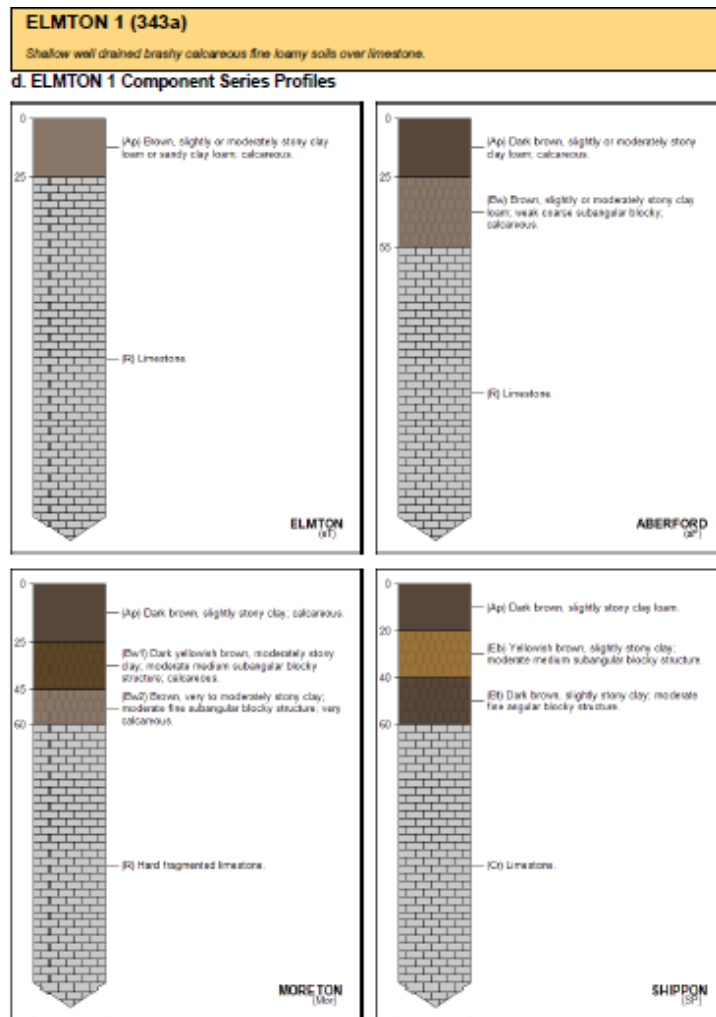 ELMTON 1 (343a)
Shallow well drained brashy calcareous fine loamy soils over limestone.
d. ELMTON 1 Component Series Profiles
0
(Ap) Brown, slightly or moderately stony clay
loam or sandy clay loam; calcareous.
25
(R) Limestone.
ELMTON
(eT)
0
(Ap) Dark brown, slightly or moderately stony
clay loam; calcareous.
25
(Bw) Brown, slightly or moderately stony clay
loam; weak coarse subangular blocky;
calcareous.
55
(R) Limestone.
ABERFORD
0
(Ap) Dark brown, slightly stony clay; calcareous.
25
(Bw1) Dark yellowish brown, moderately stony
clay; moderate medium subangular blocky
structure; calcareous.
45
(Bw2) Brown, very to moderately stony clay;
moderate fine subangular blocky structure; very
calcareous.
60
(R) Hard fragmented limestone.
MORETON
(Mor)
0
(Ap) Dark brown, slightly stony clay loam.
20
(Eb) Yellowish brown, slightly stony clay;
moderate medium subangular blocky structure.
40
(Bt) Dark brown, slightly stony clay; moderate
fine angular blocky structure.
60
(Cr) Limestone.
SHIPPON
(SP)